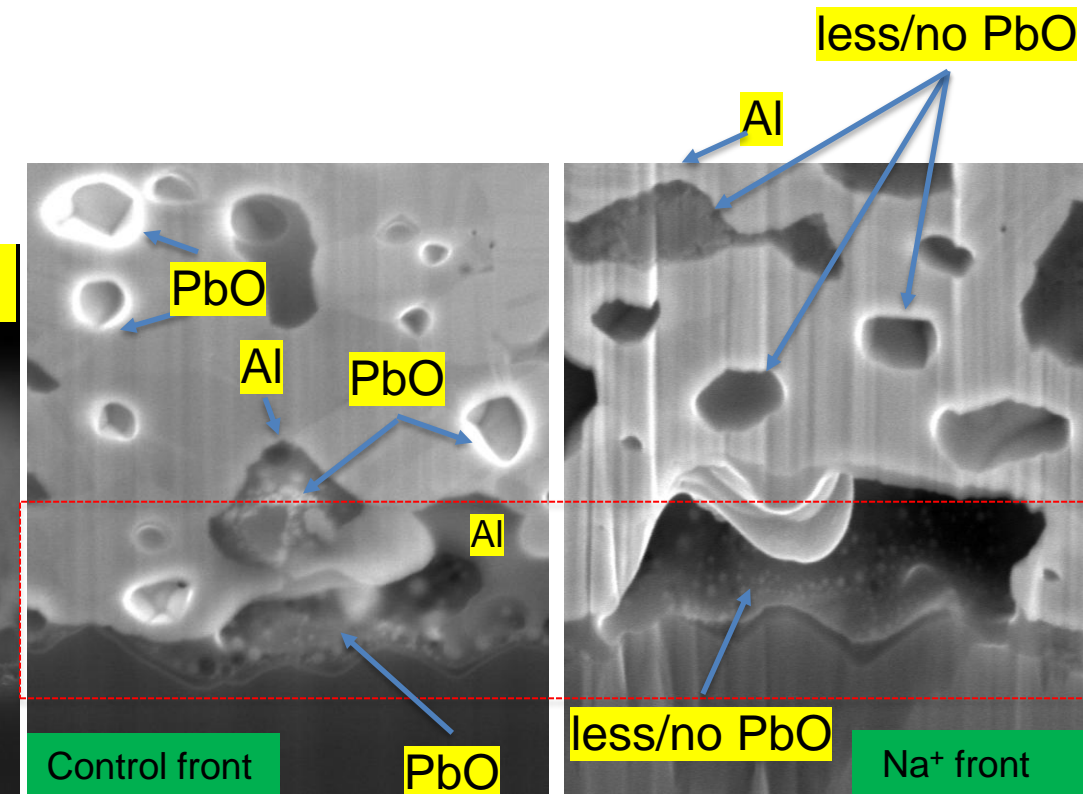 less/no PbO
Al
PbO
Al
PbO
Al
less/no PbO
PbO
Control front
Na⁺ front